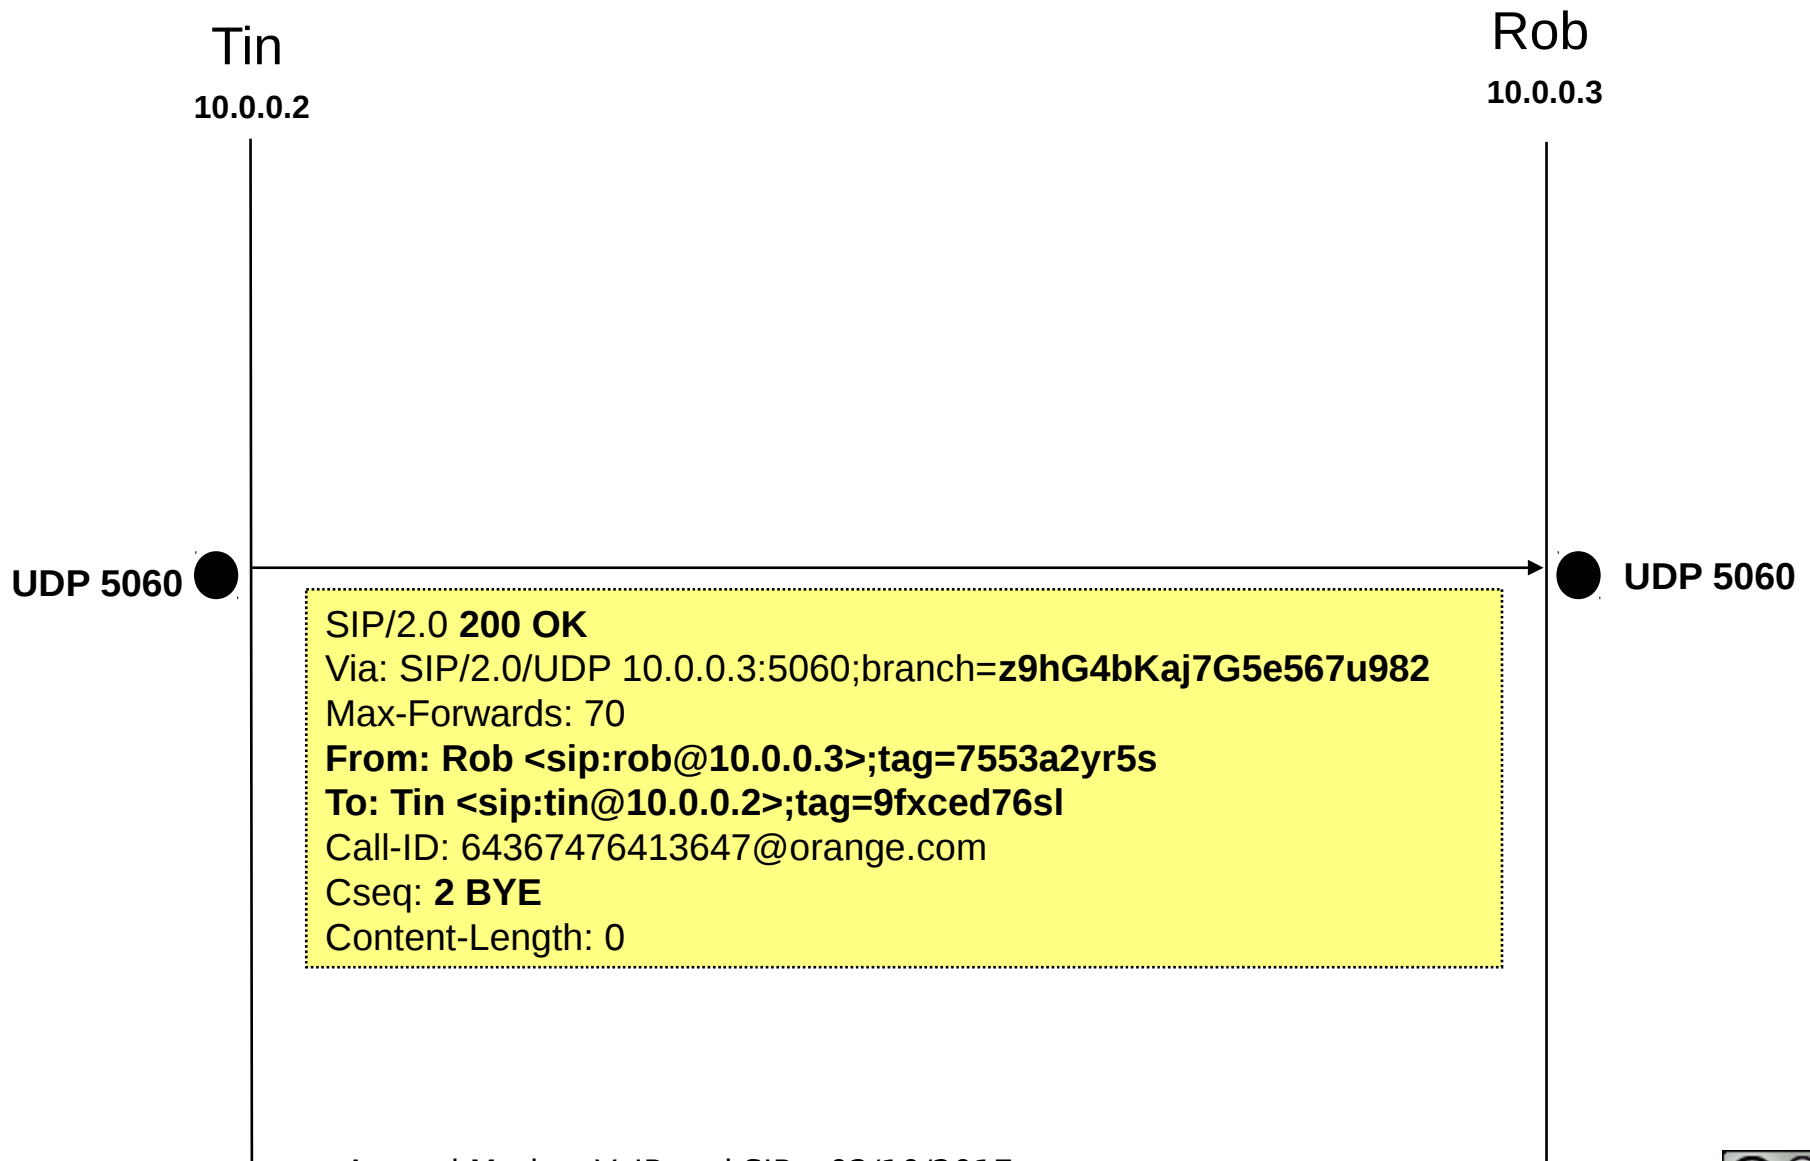 Tin
Rob
10.0.0.2
10.0.0.3
UDP 5060
UDP 5060
SIP/2.0 200 OK
Via: SIP/2.0/UDP 10.0.0.3:5060;branch=z9hG4bKaj7G5e567u982
Max-Forwards: 70
From: Rob <sip:rob@10.0.0.3>;tag=7553a2yr5s
To: Tin <sip:tin@10.0.0.2>;tag=9fxced76sl
Call-ID: 64367476413647@orange.com
Cseq: 2 BYE
Content-Length: 0